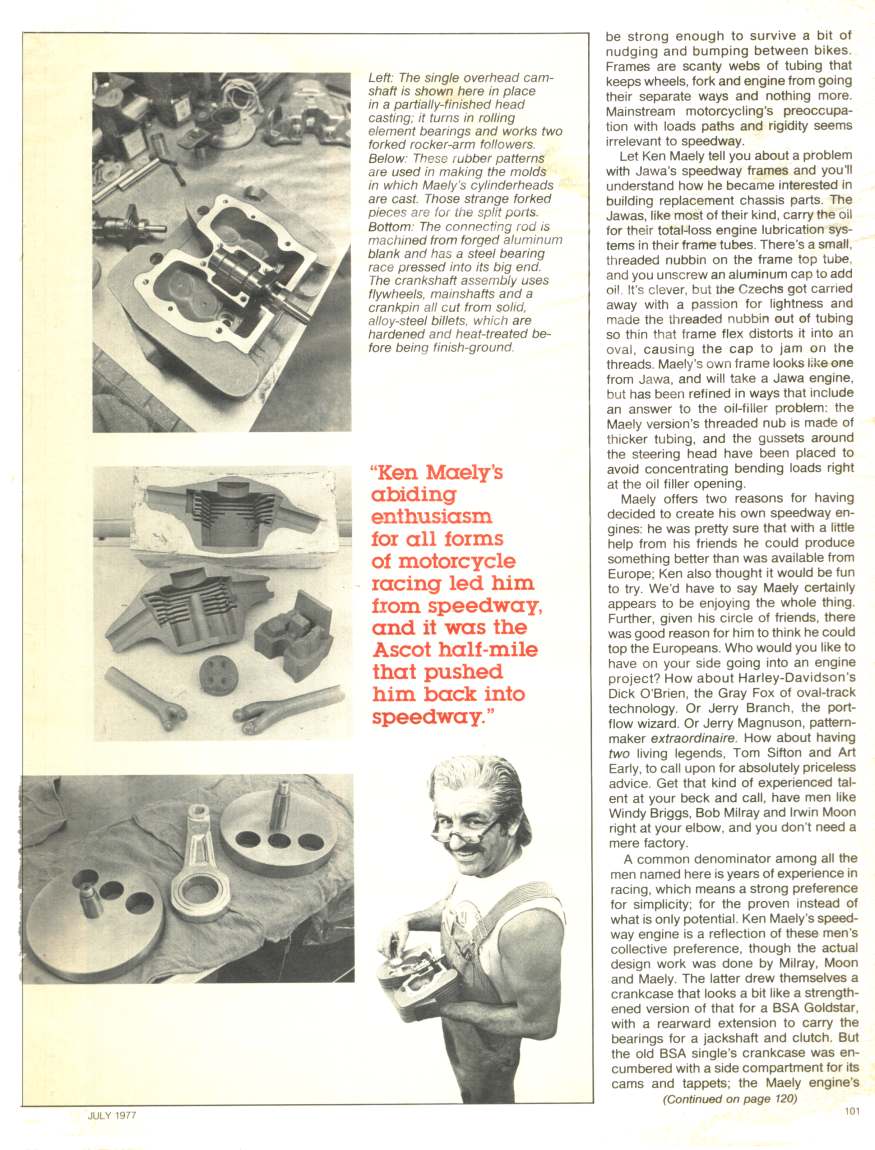 Left: The single overhead cam-
shaft is shown here in place
in a partially-finished head
casting; it turns in rolling
element bearings and works two
forked rocker-arm followers.
Below: These rubber patterns
are used in making the molds
in which Maely's cylinderheads
are cast. Those strange forked
pieces are for the split ports.
Bottom: The connecting rod is
machined from forged aluminum
blank and has a steel bearing
race pressed into its big end.
The crankshaft assembly uses
flywheels, mainshafts and a
crankpin all cut from solid,
alloy-steel billets, which are
hardened and heat-treated be-
fore being finish-ground.
"Ken Maely's
abiding
enthusiasm
for all forms
of motorcycle
racing led him
from speedway,
and it was the
Ascot half-mile
that pushed
him back into
speedway."
be strong enough to survive a bit of
nudging and bumping between bikes.
Frames are scanty webs of tubing that
keeps wheels, fork and engine from going
their separate ways and nothing more.
Mainstream motorcycling's preoccupa-
tion with loads paths and rigidity seems
irrelevant to speedway.
Let Ken Maely tell you about a problem
with Jawa's speedway frames and you'll
understand how he became interested in
building replacement chassis parts. The
Jawas, like most of their kind, carry the oil
for their total-loss engine lubrication sys-
tems in their frame tubes. There's a small,
threaded nubbin on the frame top tube,
and you unscrew an aluminum cap to add
oil. It's clever, but the Czechs got carried
away with a passion for lightness and
made the threaded nubbin out of tubing
so thin that frame flex distorts it into an
oval, causing the cap to jam on the
threads. Maely's own frame looks like one
from Jawa, and will take a Jawa engine,
but has been refined in ways that include
an answer to the oil-filler problem: the
Maely version's threaded nub is made of
thicker tubing, and the gussets around
the steering head have been placed to
avoid concentrating bending loads right
at the oil filler opening.
Maely offers two reasons for having
decided to create his own speedway en-
gines: he was pretty sure that with a little
help from his friends he could produce
something better than was available from
Europe; Ken also thought it would be fun
to try. We'd have to say Maely certainly
appears to be enjoying the whole thing.
Further, given his circle of friends, there
was good reason for him to think he could
top the Europeans. Who would you like to
have on your side going into an engine
project? How about Harley-Davidson's
Dick O'Brien, the Gray Fox of oval-track
technology. Or Jerry Branch, the port-
flow wizard. Or Jerry Magnuson, pattern-
maker extraordinaire. How about having
two living legends, Tom Sifton and Art
Early, to call upon for absolutely priceless
advice. Get that kind of experienced tal-
ent at your beck and call, have men like
Windy Briggs, Bob Milray and Irwin Moon
right at your elbow, and you don't need a
mere factory.
A common denominator among all the
men named here is years of experience in
racing, which means a strong preference
for simplicity; for the proven instead of
what is only potential. Ken Maely's speed-
way engine is a reflection of these men's
collective preference, though the actual
design work was done by Milray, Moon
and Maely. The latter drew themselves a
crankcase that looks a bit like a strength-
ened version of that for a BSA Goldstar,
with a rearward extension to carry the
bearings for a jackshaft and clutch. But
the old BSA single's crankcase was en-
cumbered with a side compartment for its
cams and tappets; the Maely engine's
(Continued on page 120)
JULY 1977
101